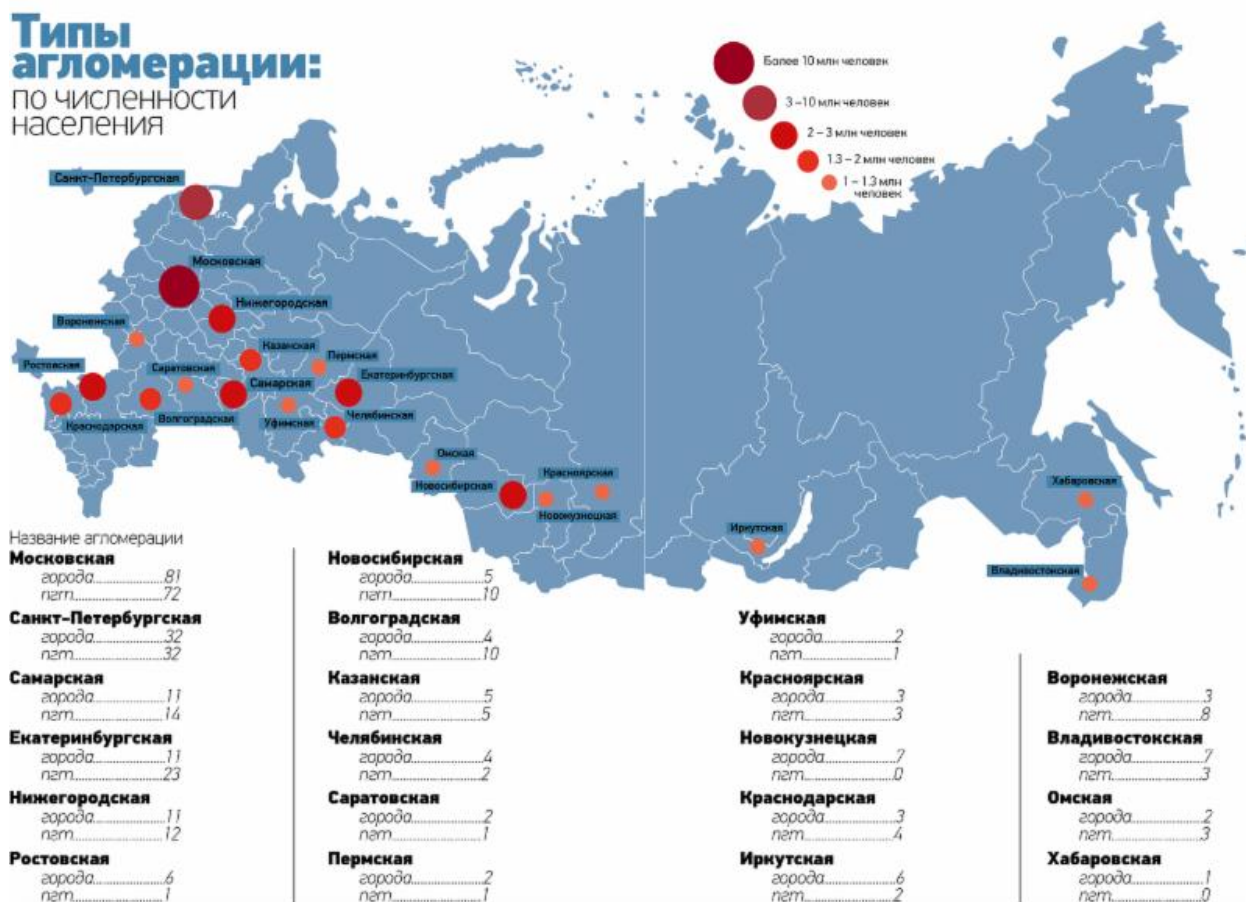 Типы
агломерации:
по численности
населения
Более 10 млн человек
3 –10 млн человек
2 – 3 млн человек
1.3 – 2 млн человек
1 – 1.3 млн
человек
Санкт-Петербургская
Московская
Нижегородская
Воронежская
Казанская
Пермская
Ростовская
Саратовская
Самарская
Екатеринбургская
Краснодарская
Волгоградская
Уфимская
Челябинская
Омская
Новосибирская
Красноярская
Новокузнецкая
Иркутская
Хабаровская
Владивостокская
Название агломерации
Московская
города 81
пгт 72
Санкт-Петербургская
города 32
пгт 32
Самарская
города 11
пгт 14
Екатеринбургская
города 11
пгт 23
Нижегородская
города 11
пгт 12
Ростовская
города 6
пгт 1
Новосибирская
города 5
пгт 10
Волгоградская
города 4
пгт 10
Казанская
города 5
пгт 5
Челябинская
города 4
пгт 2
Саратовская
города 2
пгт 1
Пермская
города 2
пгт 1
Уфимская
города 2
пгт 1
Красноярская
города 3
пгт 3
Новокузнецкая
города 7
пгт 0
Краснодарская
города 3
пгт 4
Иркутская
города 6
пгт 2
Воронежская
города 3
пгт 8
Владивостокская
города 7
пгт 3
Омская
города 2
пгт 3
Хабаровская
города 1
пгт 0